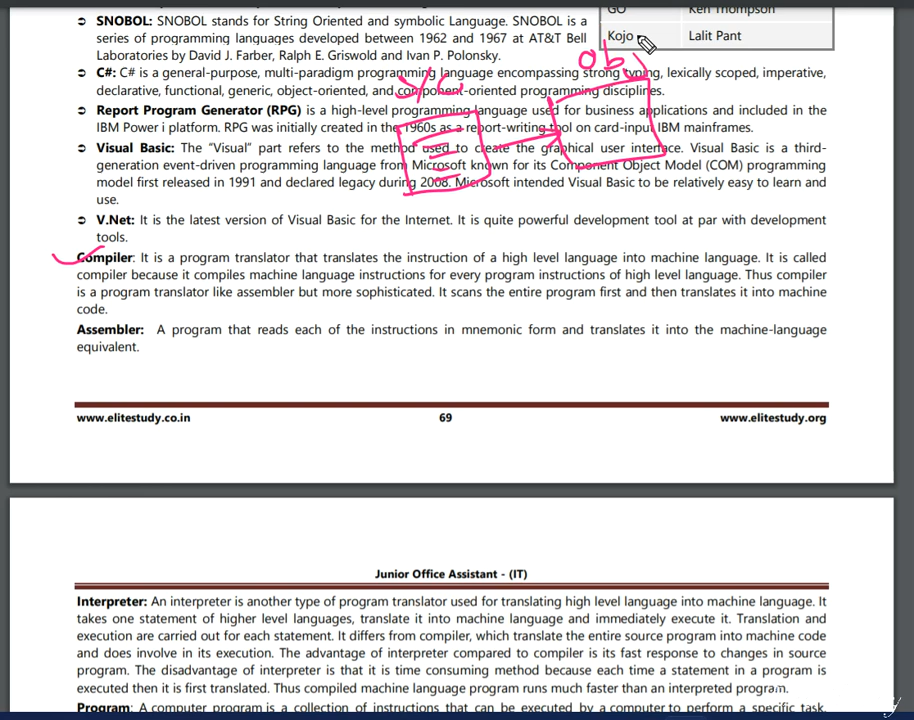 GO Ken Thompson
Kojo Lalit Pant
➲ SNOBOL: SNOBOL stands for String Oriented and symbolic Language. SNOBOL is a
series of programming languages developed between 1962 and 1967 at AT&T Bell
Laboratories by David J. Farber, Ralph E. Griswold and Ivan P. Polonsky.
ob
➲ C#: C# is a general-purpose, multi-paradigm programming language encompassing strong typing, lexically scoped, imperative,
declarative, functional, generic, object-oriented, and component-oriented programming disciplines.
➲ Report Program Generator (RPG) is a high-level programming language used for business applications and included in the
IBM Power i platform. RPG was initially created in the 1960s as a report-writing tool on card-input IBM mainframes.
➲ Visual Basic: The “Visual” part refers to the method used to create the graphical user interface. Visual Basic is a third-
generation event-driven programming language from Microsoft known for its Component Object Model (COM) programming
model first released in 1991 and declared legacy during 2008. Microsoft intended Visual Basic to be relatively easy to learn and
use.
➲ V.Net: It is the latest version of Visual Basic for the Internet. It is quite powerful development tool at par with development
tools.
Compiler: It is a program translator that translates the instruction of a high level language into machine language. It is called
compiler because it compiles machine language instructions for every program instructions of high level language. Thus compiler
is a program translator like assembler but more sophisticated. It scans the entire program first and then translates it into machine
code.
Assembler: A program that reads each of the instructions in mnemonic form and translates it into the machine-language
equivalent.
www.elitestudy.co.in 69 www.elitestudy.org
Junior Office Assistant - (IT)
Interpreter: An interpreter is another type of program translator used for translating high level language into machine language. It
takes one statement of higher level languages, translate it into machine language and immediately execute it. Translation and
execution are carried out for each statement. It differs from compiler, which translate the entire source program into machine code
and does involve in its execution. The advantage of interpreter compared to compiler is its fast response to changes in source
program. The disadvantage of interpreter is that it is time consuming method because each time a statement in a program is
executed then it is first translated. Thus compiled machine language program runs much faster than an interpreted program.
Program: A computer program is a collection of instructions that can be executed by a computer to perform a specific task.